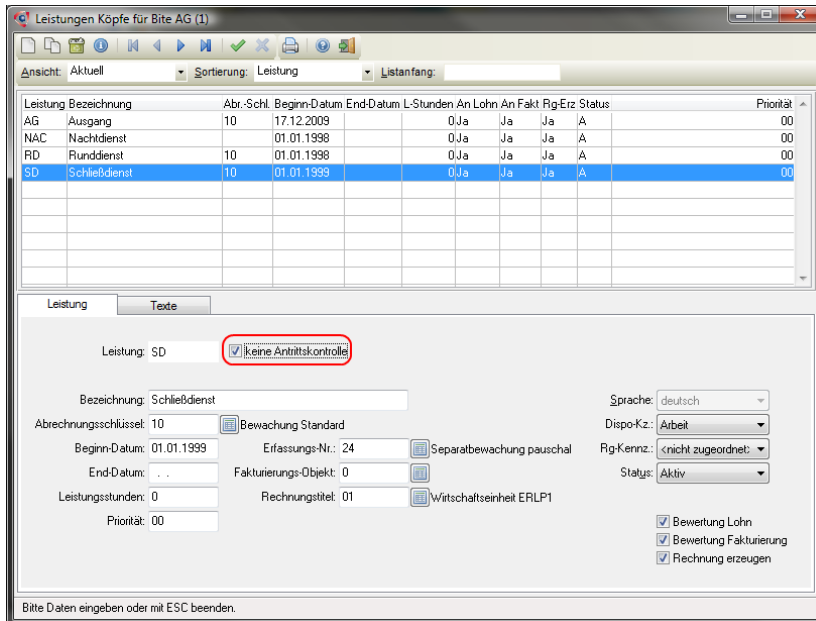 Leistungen Köpfe für Bite AG (1)
Ansicht: Aktuell Sortierung: Leistung Listanfang:
Leistung Bezeichnung Abr.-Schl. Beginn-Datum End-Datum L-Stunden An Lohn An Fakt Rg-Erz Status Priorität
AG Ausgang 10 17.12.2009 0 Ja Ja Ja A 00
NAC Nachtdienst 01.01.1998 0 Ja Ja Ja A 00
RD Runddienst 10 01.01.1998 0 Ja Ja Ja A 00
SD Schließdienst 10 01.01.1999 0 Ja Ja Ja A 00
Leistung Texte
Leistung: SD keine Antrittskontrolle
Bezeichnung: Schließdienst Sprache: deutsch
Abrechnungsschlüssel: 10 Bewachung Standard Dispo-Kz.: Arbeit
Beginn-Datum: 01.01.1999 Erfassungs-Nr.: 24 Separatbewachung pauschal Rg-Kennz.: <nicht zugeordnet:
End-Datum: . . Fakturierungs-Objekt: 0 Status: Aktiv
Leistungsstunden: 0 Rechnungstitel: 01 Wirtschaftseinheit ERLP1
Priorität: 00
Bewertung Lohn
Bewertung Fakturierung
Rechnung erzeugen
Bitte Daten eingeben oder mit ESC beenden.